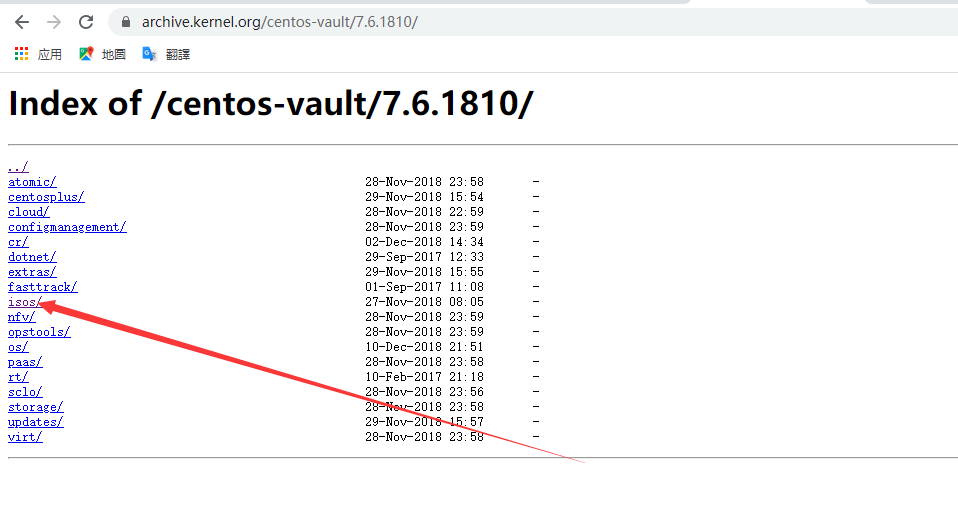 archive.kernel.org/centos-vault/7.6.1810/
应用 地圖 翻譯
Index of /centos-vault/7.6.1810/
../
atomic/ 28-Nov-2018 23:58 -
centosplus/ 29-Nov-2018 15:54 -
cloud/ 28-Nov-2018 22:59 -
configmanagement/ 28-Nov-2018 23:59 -
cr/ 02-Dec-2018 14:34 -
dotnet/ 29-Sep-2017 12:33 -
extras/ 29-Nov-2018 15:55 -
fasttrack/ 01-Sep-2017 11:08 -
isos/ 27-Nov-2018 08:05 -
nfv/ 28-Nov-2018 23:59 -
opstools/ 28-Nov-2018 23:59 -
os/ 10-Dec-2018 21:51 -
paas/ 28-Nov-2018 23:58 -
rt/ 10-Feb-2017 21:18 -
sclo/ 28-Nov-2018 23:56 -
storage/ 28-Nov-2018 23:58 -
updates/ 29-Nov-2018 15:57 -
virt/ 28-Nov-2018 23:58 -